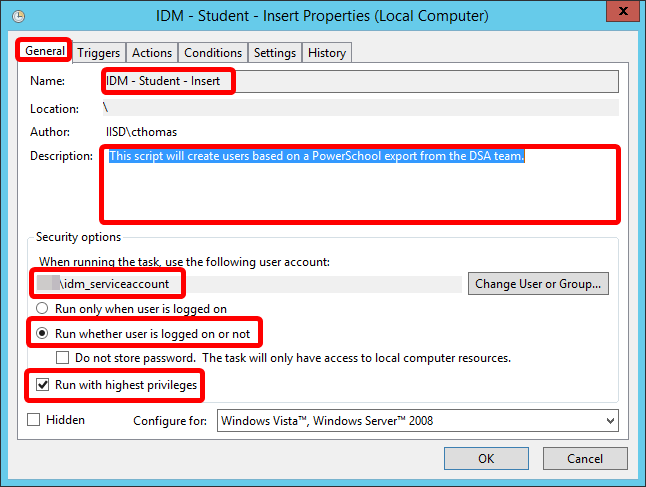 IDM - Student - Insert Properties (Local Computer)
x
General Triggers Actions Conditions Settings History
Name: IDM - Student - Insert
Location: \
Author: IISD\cthomas
Description: This script will create users based on a PowerSchool export from the DSA team.
Security options
When running the task, use the following user account:
\idm_serviceaccount Change User or Group...
Run only when user is logged on
Run whether user is logged on or not
Do not store password. The task will only have access to local computer resources.
Run with highest privileges
Hidden Configure for: Windows Vista™, Windows Server™ 2008
OK Cancel